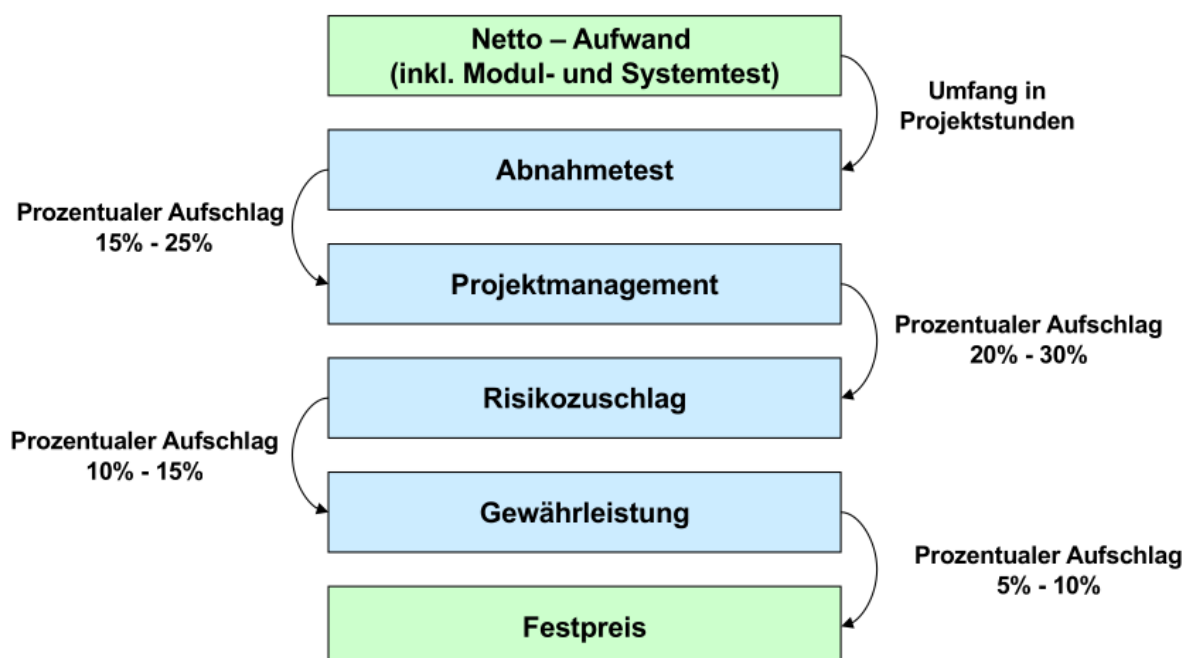 Netto – Aufwand
(inkl. Modul- und Systemtest)
Umfang in
Projektstunden
Abnahmetest
Prozentualer Aufschlag
15% - 25%
Projektmanagement
Prozentualer Aufschlag
20% - 30%
Risikozuschlag
Prozentualer Aufschlag
10% - 15%
Gewährleistung
Prozentualer Aufschlag
5% - 10%
Festpreis